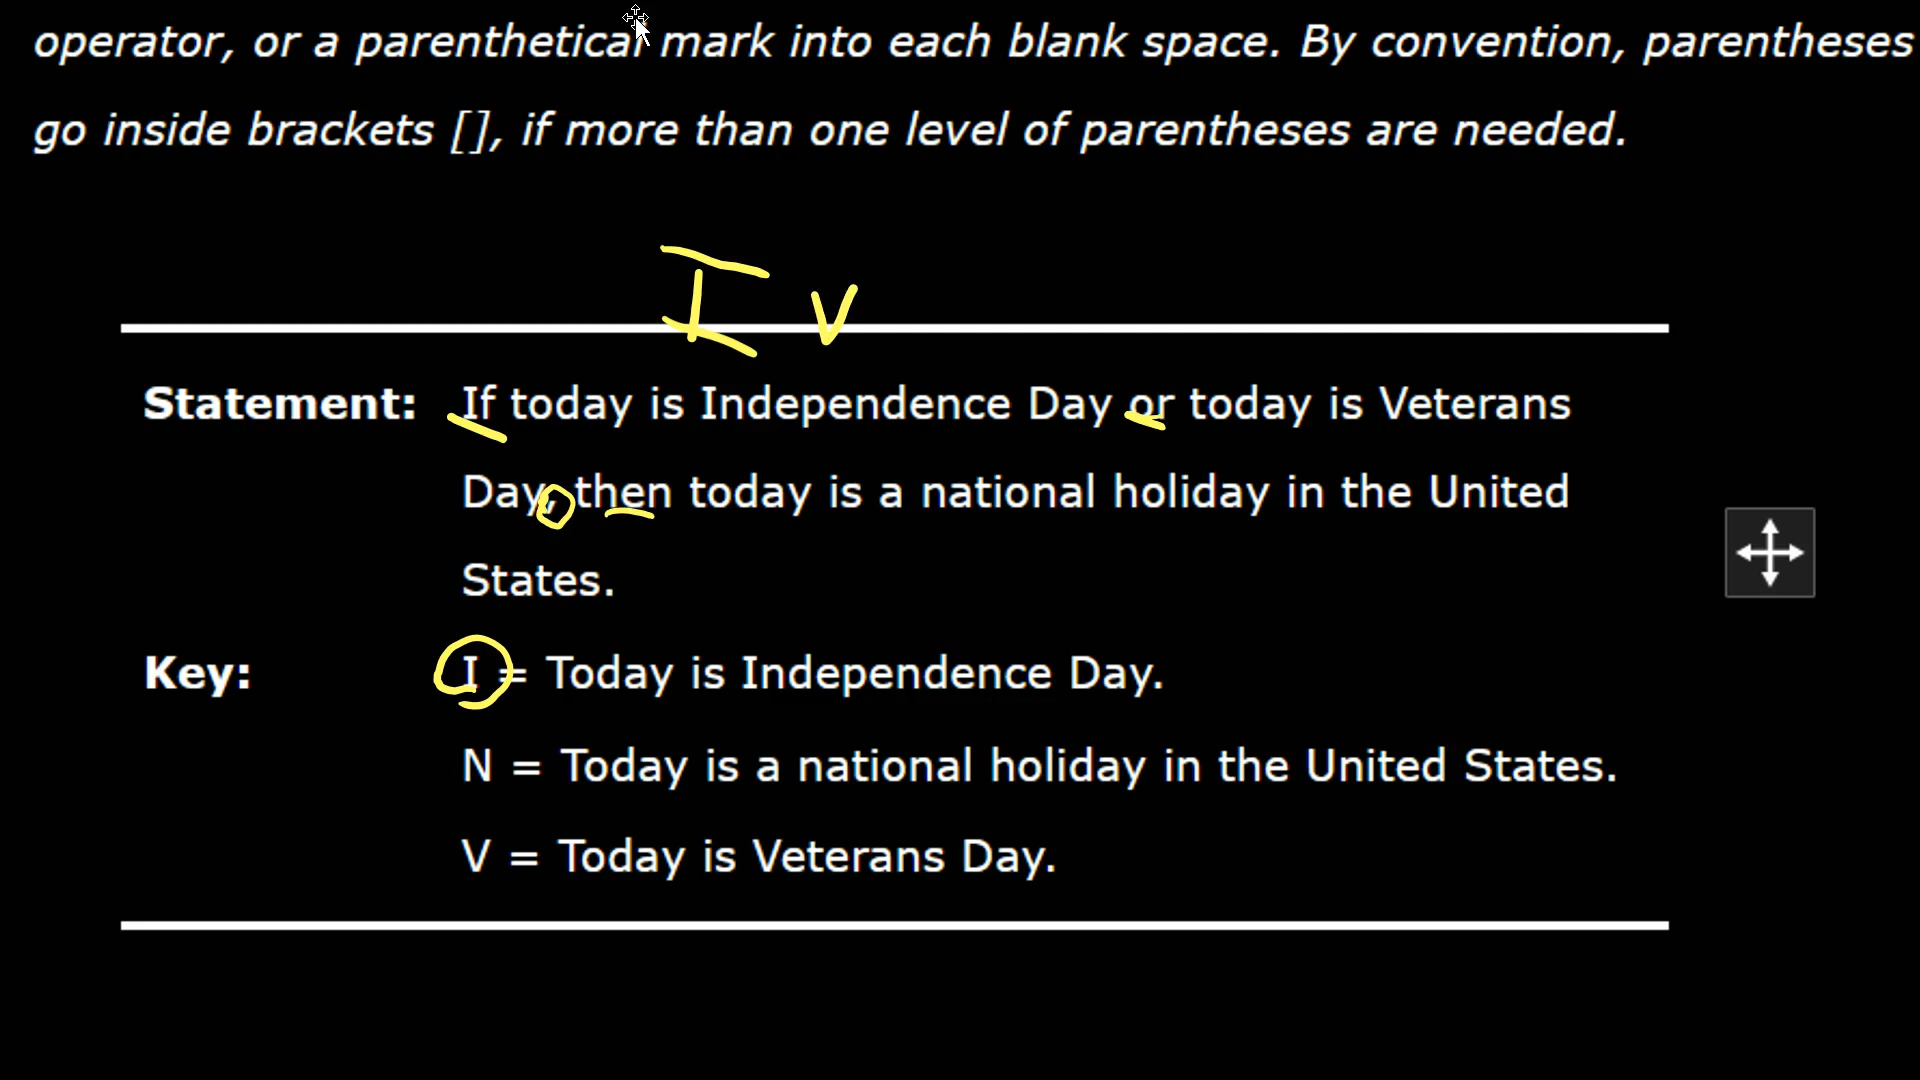 operator, or a parenthetical mark into each blank space. By convention, parentheses
go inside brackets [], if more than one level of parentheses are needed.
I v
Statement: If today is Independence Day or today is Veterans
Day, then today is a national holiday in the United
States.
Key: I = Today is Independence Day.
N = Today is a national holiday in the United States.
V = Today is Veterans Day.